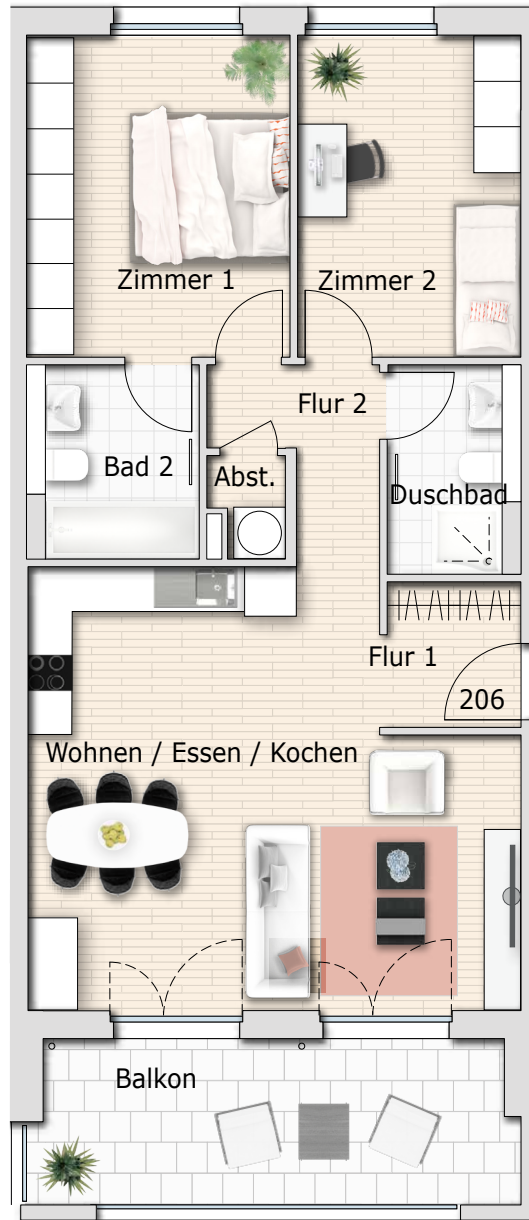 Zimmer 1
Zimmer 2
Flur 2
Bad 2
Abst.
Duschbad
Flur 1
206
Wohnen / Essen / Kochen
Balkon